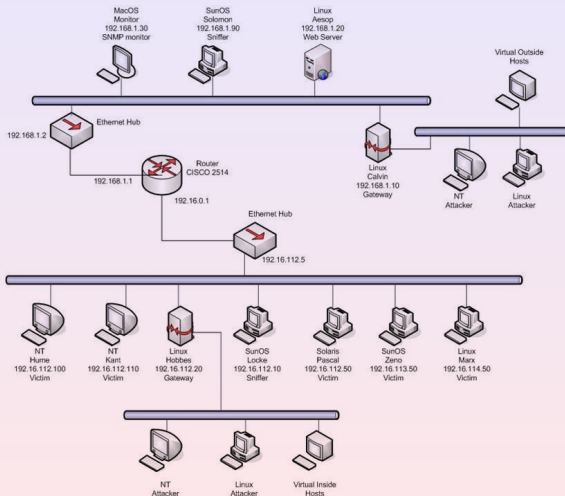 MacOS
Monitor
192.168.1.30
SNMP monitor
SunOS
Solomon
192.168.1.90
Sniffer
Linux
Aesop
192.168.1.20
Web Server
Virtual Outside
Hosts
Ethernet Hub
192.168.1.2
Router
CISCO 2514
192.168.1.1
192.16.0.1
Linux
Calvin
192.168.1.10
Gateway
NT
Attacker
Linux
Attacker
Ethernet Hub
192.16.112.5
NT
Hume
192.16.112.100
Victim
NT
Kant
192.16.112.110
Victim
Linux
Hobbes
192.16.112.20
Gateway
SunOS
Locke
192.16.112.10
Sniffer
Solaris
Pascal
192.16.112.50
Victim
SunOS
Zeno
192.16.113.50
Victim
Linux
Marx
192.16.114.50
Victim
NT
Attacker
Linux
Attacker
Virtual Inside
Hosts